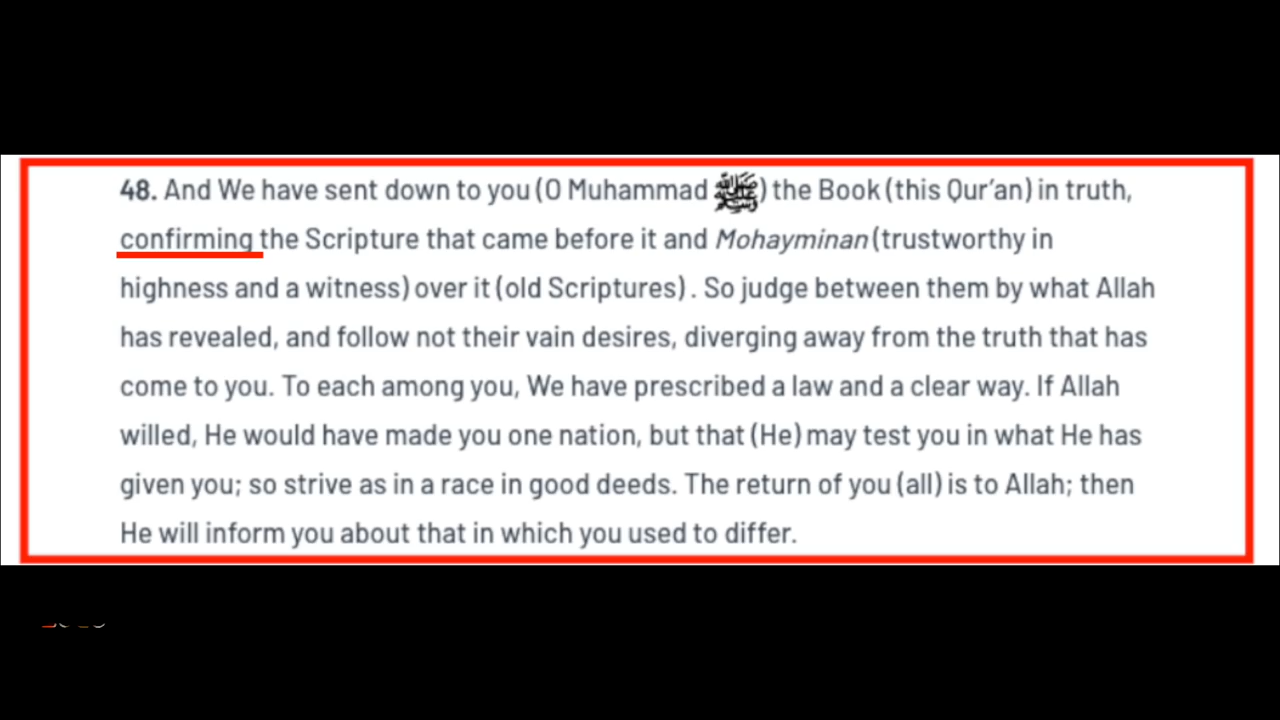 48. And We have sent down to you (O Muhammad ﷺ) the Book (this Qur’an) in truth,
confirming the Scripture that came before it and Mohayminan (trustworthy in
highness and a witness) over it (old Scriptures) . So judge between them by what Allah
has revealed, and follow not their vain desires, diverging away from the truth that has
come to you. To each among you, We have prescribed a law and a clear way. If Allah
willed, He would have made you one nation, but that (He) may test you in what He has
given you; so strive as in a race in good deeds. The return of you (all) is to Allah; then
He will inform you about that in which you used to differ.